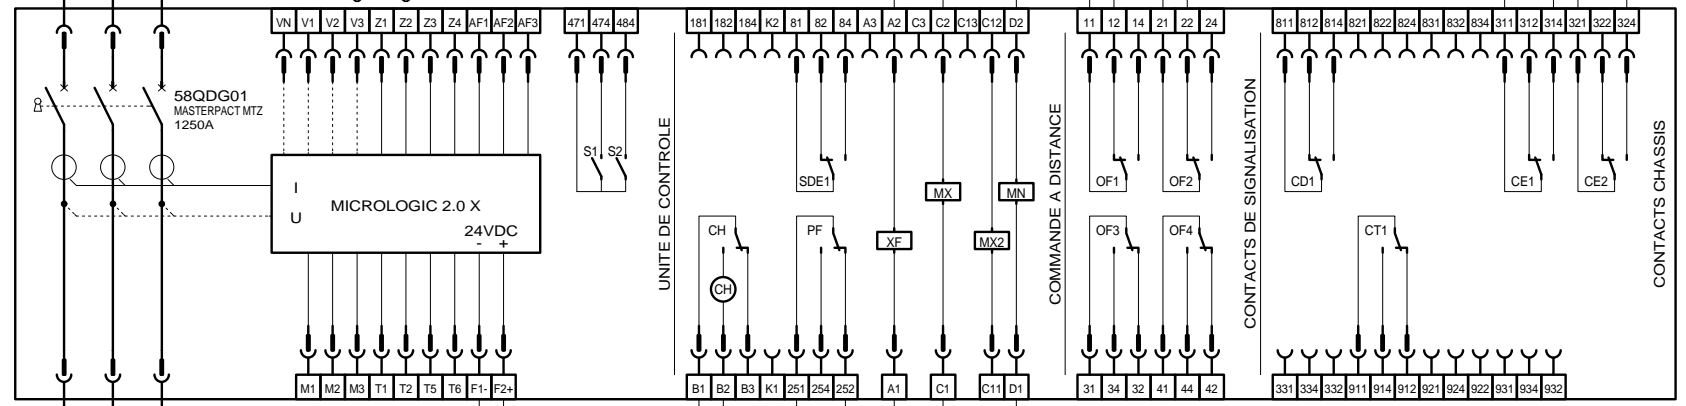 VN V1 V2 V3 Z1 Z2 Z3 Z4 AF1 AF2 AF3 471 474 484 181 182 184 K2 81 82 84 A3 A2 C3 C2 C13 C12 D2 11 12 14 21 22 24 811 812 814 821 822 824 831 832 834 311 312 314 321 322 324
58QDG01
MASTERPACT MTZ
1250A
S1 S2
SDE1
OF1 OF2
CD1
CE1 CE2
I
U
MICROLOGIC 2.0 X
24VDC
- +
MX MN
XF
MX2
CH
PF
OF3 OF4
CT1
CH
UNITE DE CONTROLE
COMMANDE A DISTANCE
CONTACTS DE SIGNALISATION
CONTACTS CHASSIS
M1 M2 M3 T1 T2 T5 T6 F1- F2+ B1 B2 B3 K1 251 254 252 A1 C1 C11 D1 31 34 32 41 44 42 331 334 332 911 914 912 921 924 922 931 934 932